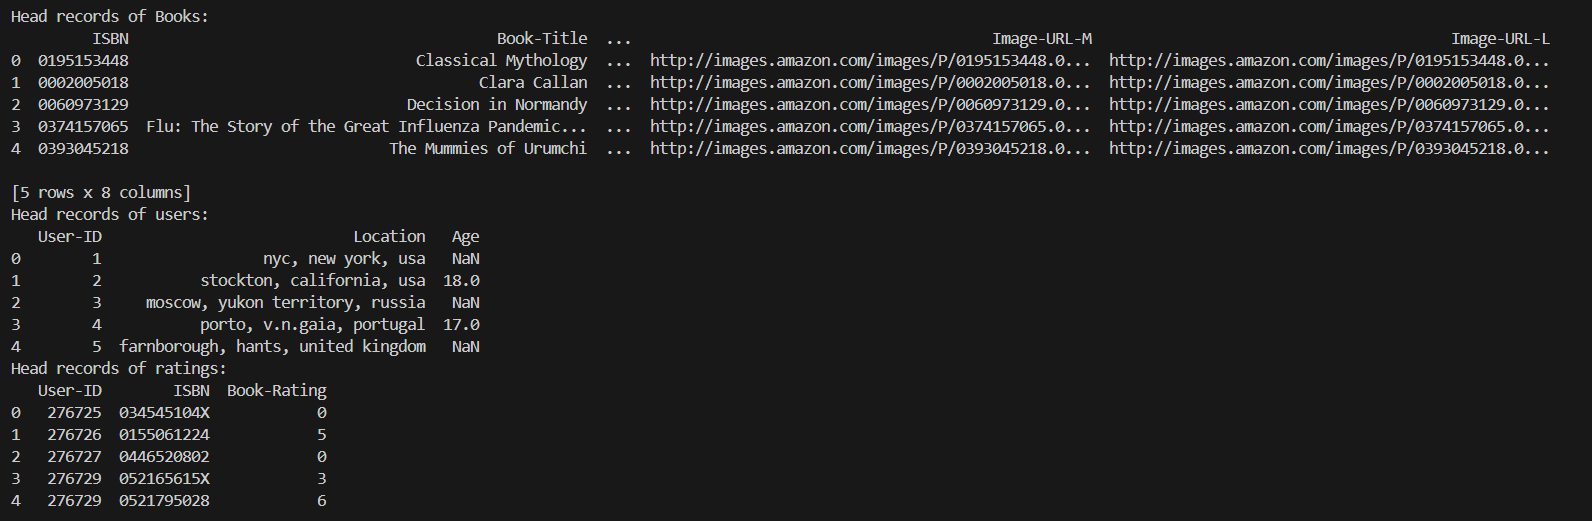 Head records of Books:
ISBN Book-Title ... Image-URL-M Image-URL-L
0 0195153448 Classical Mythology ... http://images.amazon.com/images/P/0195153448.0... http://images.amazon.com/images/P/0195153448.0...
1 0002005018 Clara Callan ... http://images.amazon.com/images/P/0002005018.0... http://images.amazon.com/images/P/0002005018.0...
2 0060973129 Decision in Normandy ... http://images.amazon.com/images/P/0060973129.0... http://images.amazon.com/images/P/0060973129.0...
3 0374157065 Flu: The Story of the Great Influenza Pandemic... ... http://images.amazon.com/images/P/0374157065.0... http://images.amazon.com/images/P/0374157065.0...
4 0393045218 The Mummies of Urumchi ... http://images.amazon.com/images/P/0393045218.0... http://images.amazon.com/images/P/0393045218.0...
[5 rows x 8 columns]
Head records of users:
User-ID Location Age
0 1 nyc, new york, usa NaN
1 2 stockton, california, usa 18.0
2 3 moscow, yukon territory, russia NaN
3 4 porto, v.n.gaia, portugal 17.0
4 5 farnborough, hants, united kingdom NaN
Head records of ratings:
User-ID ISBN Book-Rating
0 276725 034545104X 0
1 276726 0155061224 5
2 276727 0446520802 0
3 276729 052165615X 3
4 276729 0521795028 6